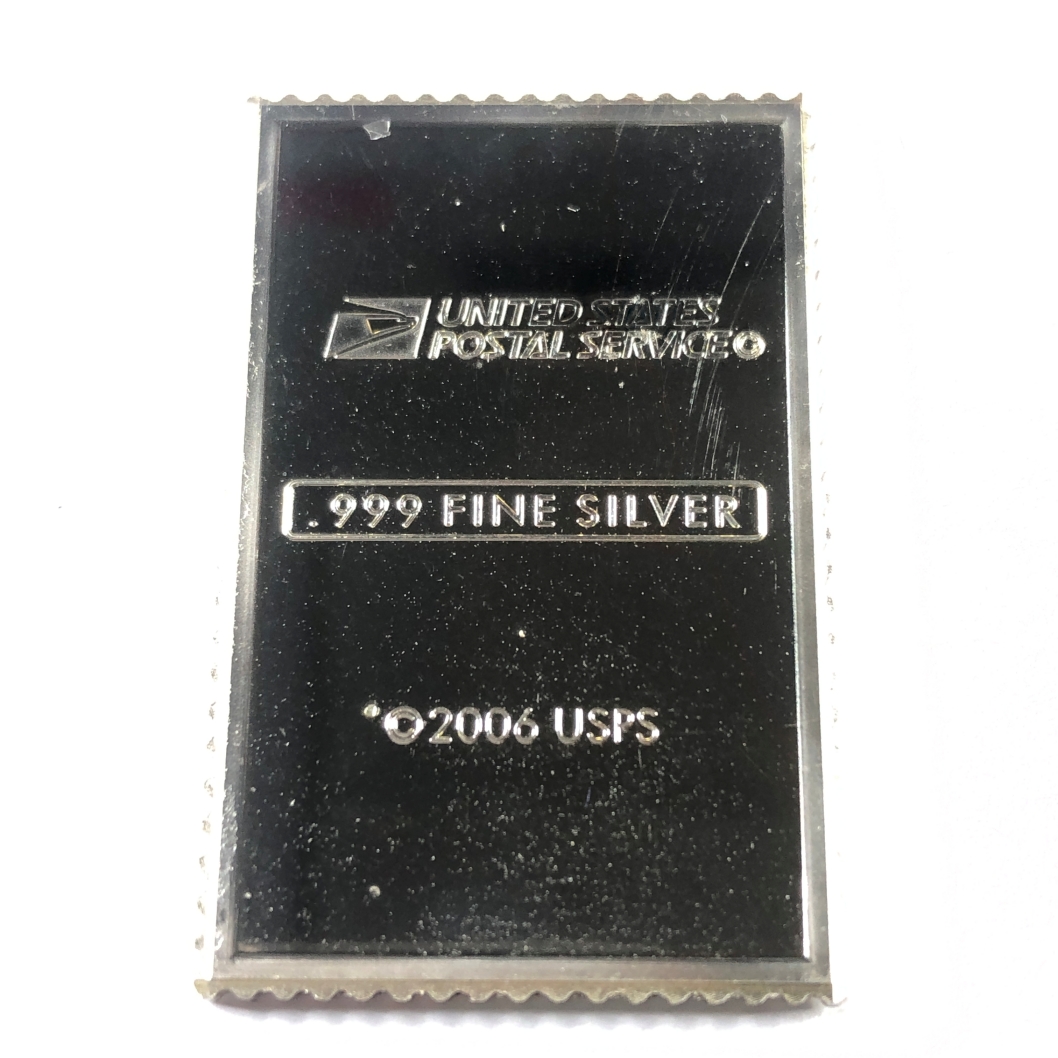 UNITED STATES
POSTAL SERVICE©
.999 FINE SILVER
©2006 USPS